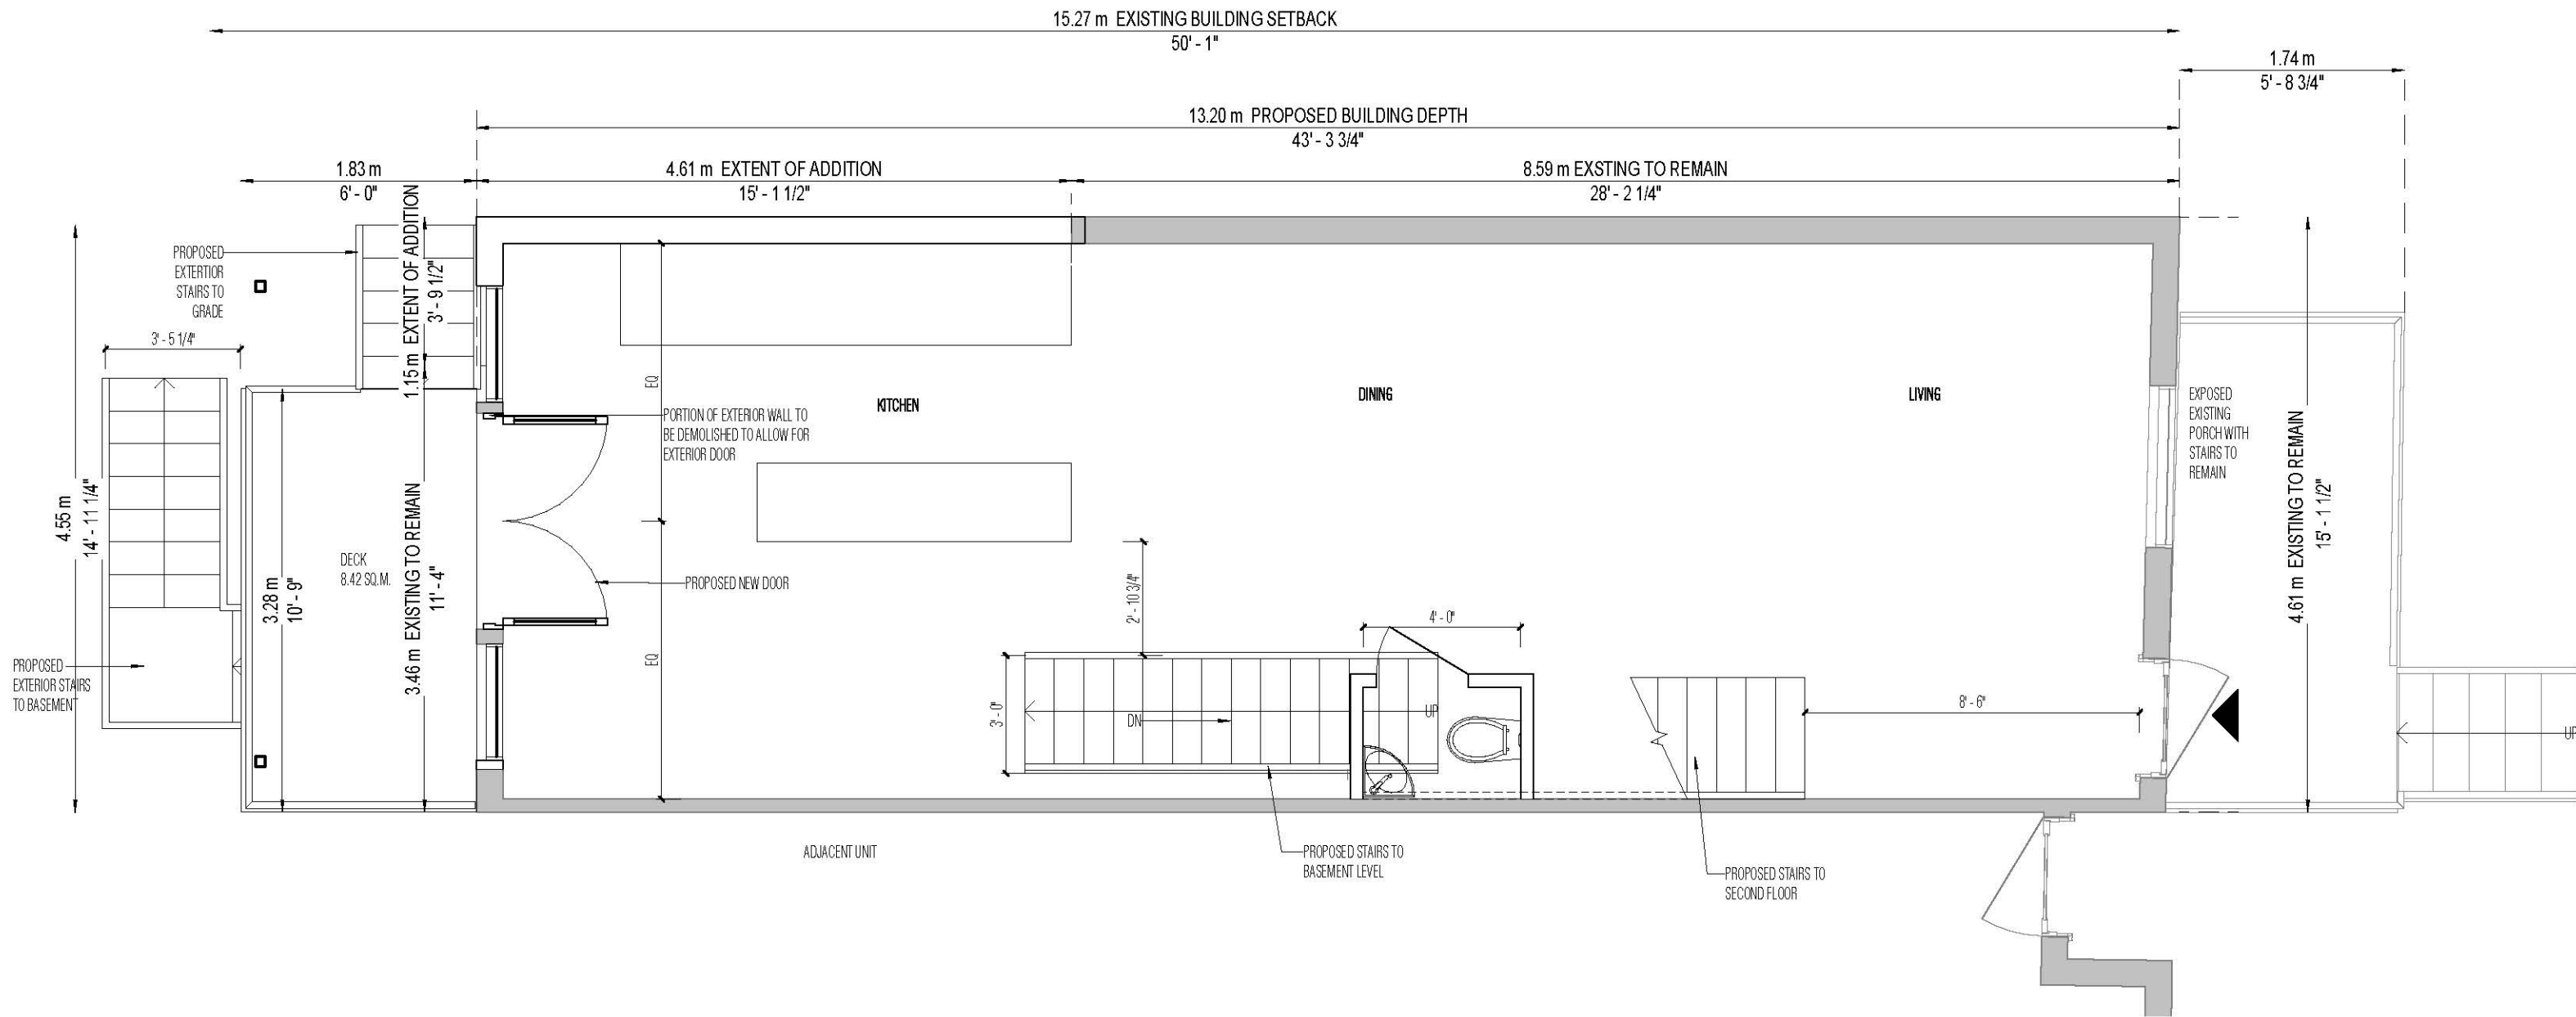 15.27 m EXISTING BUILDING SETBACK
50' - 1"
1.74 m
5' - 8 3/4"
13.20 m PROPOSED BUILDING DEPTH
43' - 3 3/4"
1.83 m
6' - 0"
4.61 m EXTENT OF ADDITION
15' - 1 1/2"
8.59 m EXSTING TO REMAIN
28' - 2 1/4"
PROPOSED
EXTERTIOR
STAIRS TO
GRADE
1.15 m EXTENT OF ADDITION
3' - 9 1/2"
3' - 5 1/4"
EQ
KITCHEN
DINING
LIVING
PORTION OF EXTERIOR WALL TO
BE DEMOLISHED TO ALLOW FOR
EXTERIOR DOOR
EXPOSED
EXISTING
PORCH WITH
STAIRS TO
REMAIN
4.61 m EXISTING TO REMAIN
15' - 1 1/2"
4.55 m
14' - 11 1/4"
3.28 m
10' - 9"
DECK
8.42 SQ.M.
3.46 m EXISTING TO REMAIN
11' - 4"
PROPOSED NEW DOOR
2' - 10 3/4"
4' - 0"
EQ
PROPOSED
EXTERIOR STAIRS
TO BASEMENT
3' - 0"
DN
UP
8' - 6"
UP
ADJACENT UNIT
PROPOSED STAIRS TO
BASEMENT LEVEL
PROPOSED STAIRS TO
SECOND FLOOR